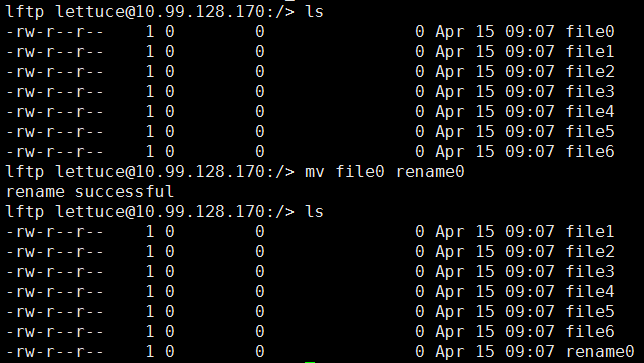 lftp lettuce@10.99.128.170:/> ls
-rw-r--r--    1 0        0               0 Apr 15 09:07 file0
-rw-r--r--    1 0        0               0 Apr 15 09:07 file1
-rw-r--r--    1 0        0               0 Apr 15 09:07 file2
-rw-r--r--    1 0        0               0 Apr 15 09:07 file3
-rw-r--r--    1 0        0               0 Apr 15 09:07 file4
-rw-r--r--    1 0        0               0 Apr 15 09:07 file5
-rw-r--r--    1 0        0               0 Apr 15 09:07 file6
lftp lettuce@10.99.128.170:/> mv file0 rename0
rename successful
lftp lettuce@10.99.128.170:/> ls
-rw-r--r--    1 0        0               0 Apr 15 09:07 file1
-rw-r--r--    1 0        0               0 Apr 15 09:07 file2
-rw-r--r--    1 0        0               0 Apr 15 09:07 file3
-rw-r--r--    1 0        0               0 Apr 15 09:07 file4
-rw-r--r--    1 0        0               0 Apr 15 09:07 file5
-rw-r--r--    1 0        0               0 Apr 15 09:07 file6
-rw-r--r--    1 0        0               0 Apr 15 09:07 rename0